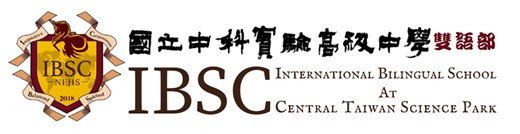 IBSC
NEHS
2018
Balanced
國立中科實驗高級中學雙語部
IBSC
INTERNATIONAL BILINGUAL SCHOOL
AT
CENTRAL TAIWAN SCIENCE PARK